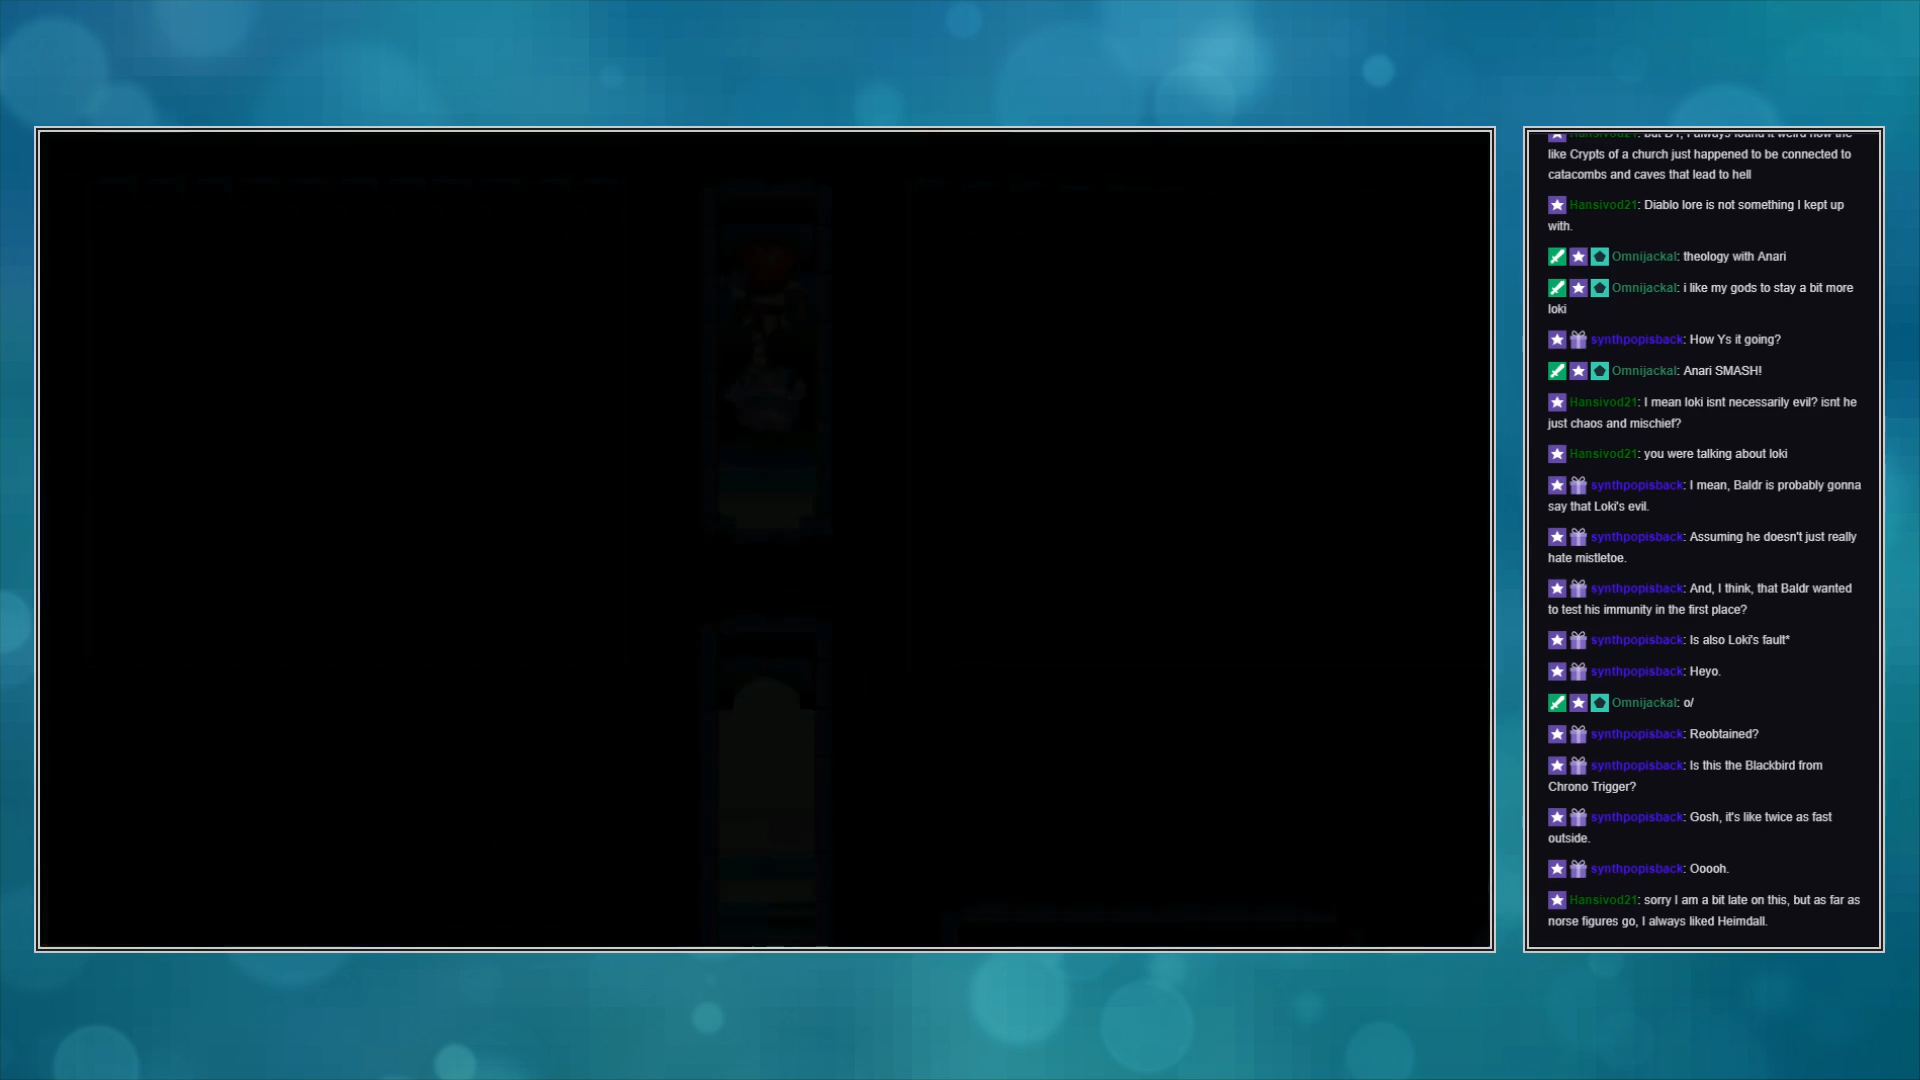 like Crypts of a church just happened to be connected to
catacombs and caves that lead to hell
Hansivod21: Diablo lore is not something I kept up
with.
Omnijackal: theology with Anari
Omnijackal: i like my gods to stay a bit more
loki
synthpopisback: How Ys it going?
Omnijackal: Anari SMASH!
Hansivod21: I mean loki isnt necessarily evil? isnt he
just chaos and mischief?
Hansivod21: you were talking about loki
synthpopisback: I mean, Baldr is probably gonna
say that Loki's evil.
synthpopisback: Assuming he doesn't just really
hate mistletoe.
synthpopisback: And, I think, that Baldr wanted
to test his immunity in the first place?
synthpopisback: Is also Loki's fault*
synthpopisback: Heyo.
Omnijackal: o/
synthpopisback: Reobtained?
synthpopisback: Is this the Blackbird from
Chrono Trigger?
synthpopisback: Gosh, it's like twice as fast
outside.
synthpopisback: Ooooh.
Hansivod21: sorry I am a bit late on this, but as far as
norse figures go, I always liked Heimdall.